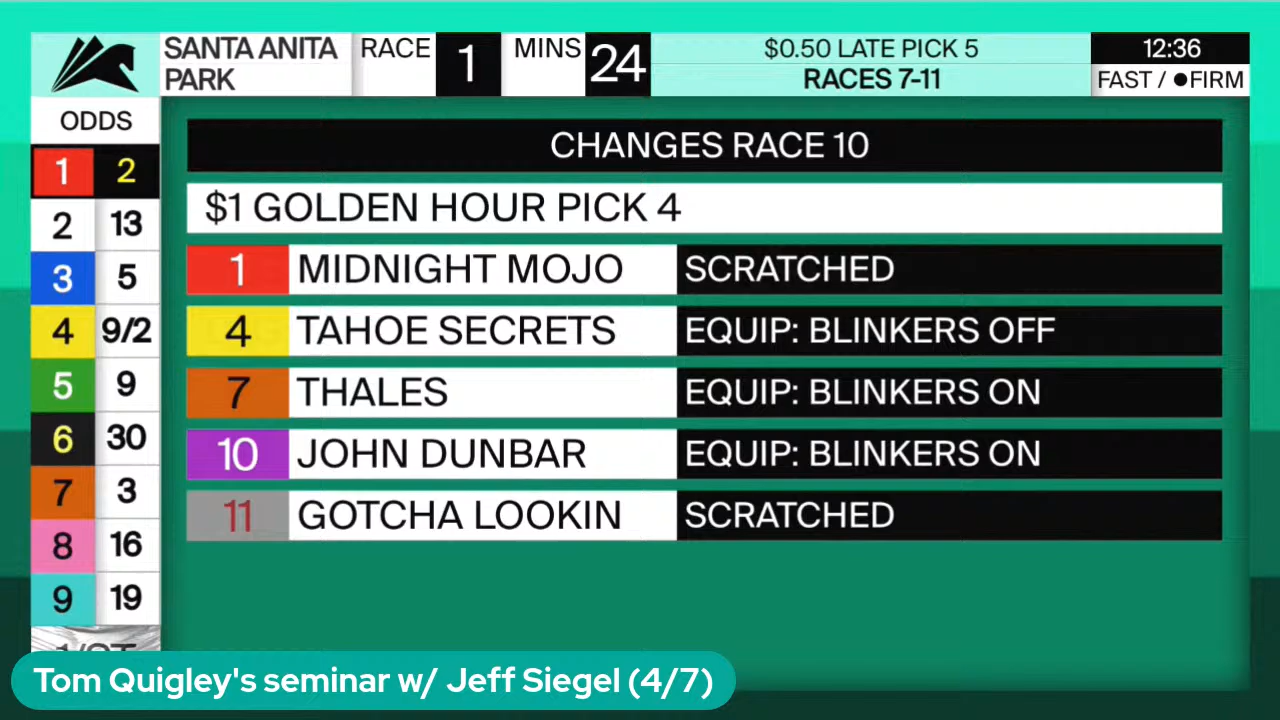 SANTA ANITA PARK
RACE 1
MINS 24
$0.50 LATE PICK 5
RACES 7-11
12:36
FAST / ●FIRM
ODDS
1 2
2 13
3 5
4 9/2
5 9
6 30
7 3
8 16
9 19
CHANGES RACE 10
$1 GOLDEN HOUR PICK 4
1 MIDNIGHT MOJO SCRATCHED
4 TAHOE SECRETS EQUIP: BLINKERS OFF
7 THALES EQUIP: BLINKERS ON
10 JOHN DUNBAR EQUIP: BLINKERS ON
11 GOTCHA LOOKIN SCRATCHED
Tom Quigley's seminar w/ Jeff Siegel (4/7)